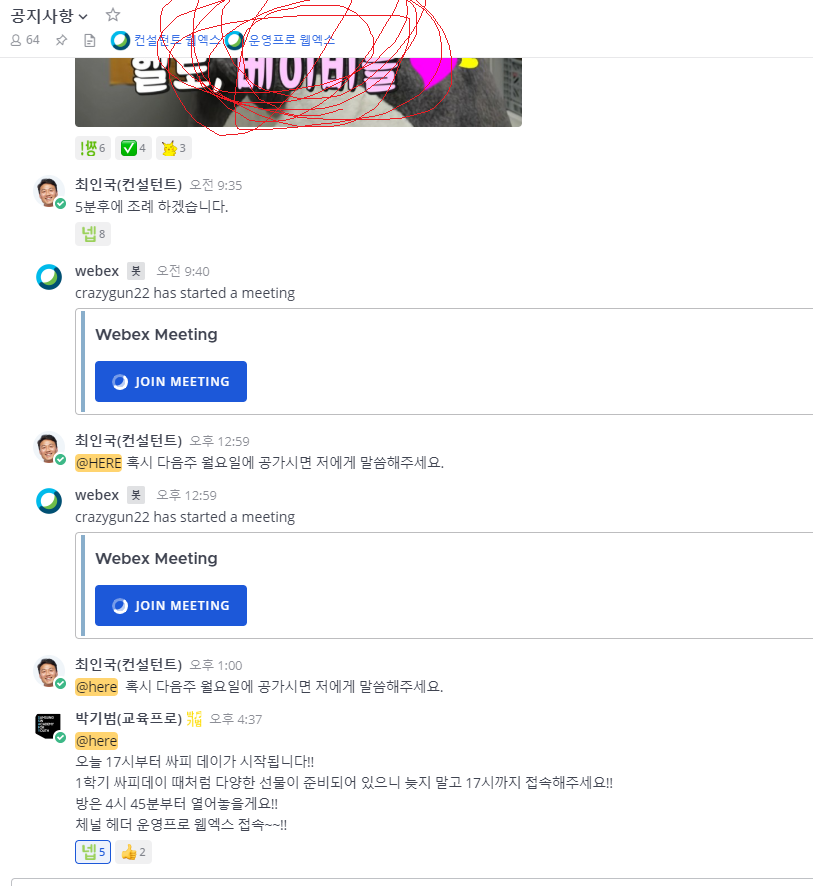 공지사항
64 컨설턴트 웹엑스 운영프로 웹엑스
헬로, 베이비들
6 4 3
최인국(컨설턴트) 오전 9:35
5분후에 조례 하겠습니다.
넵 8
webex 봇 오전 9:40
crazygun22 has started a meeting
Webex Meeting
JOIN MEETING
최인국(컨설턴트) 오후 12:59
@HERE 혹시 다음주 월요일에 공가시면 저에게 말씀해주세요.
webex 봇 오후 12:59
crazygun22 has started a meeting
Webex Meeting
JOIN MEETING
최인국(컨설턴트) 오후 1:00
@here 혹시 다음주 월요일에 공가시면 저에게 말씀해주세요.
박기범(교육프로) 오후 4:37
@here
오늘 17시부터 싸피 데이가 시작됩니다!!
1학기 싸피데이 때처럼 다양한 선물이 준비되어 있으니 늦지 말고 17시까지 접속해주세요!!
방은 4시 45분부터 열어놓을게요!!
체널 헤더 운영프로 웹엑스 접속~~!!
넵 5 2